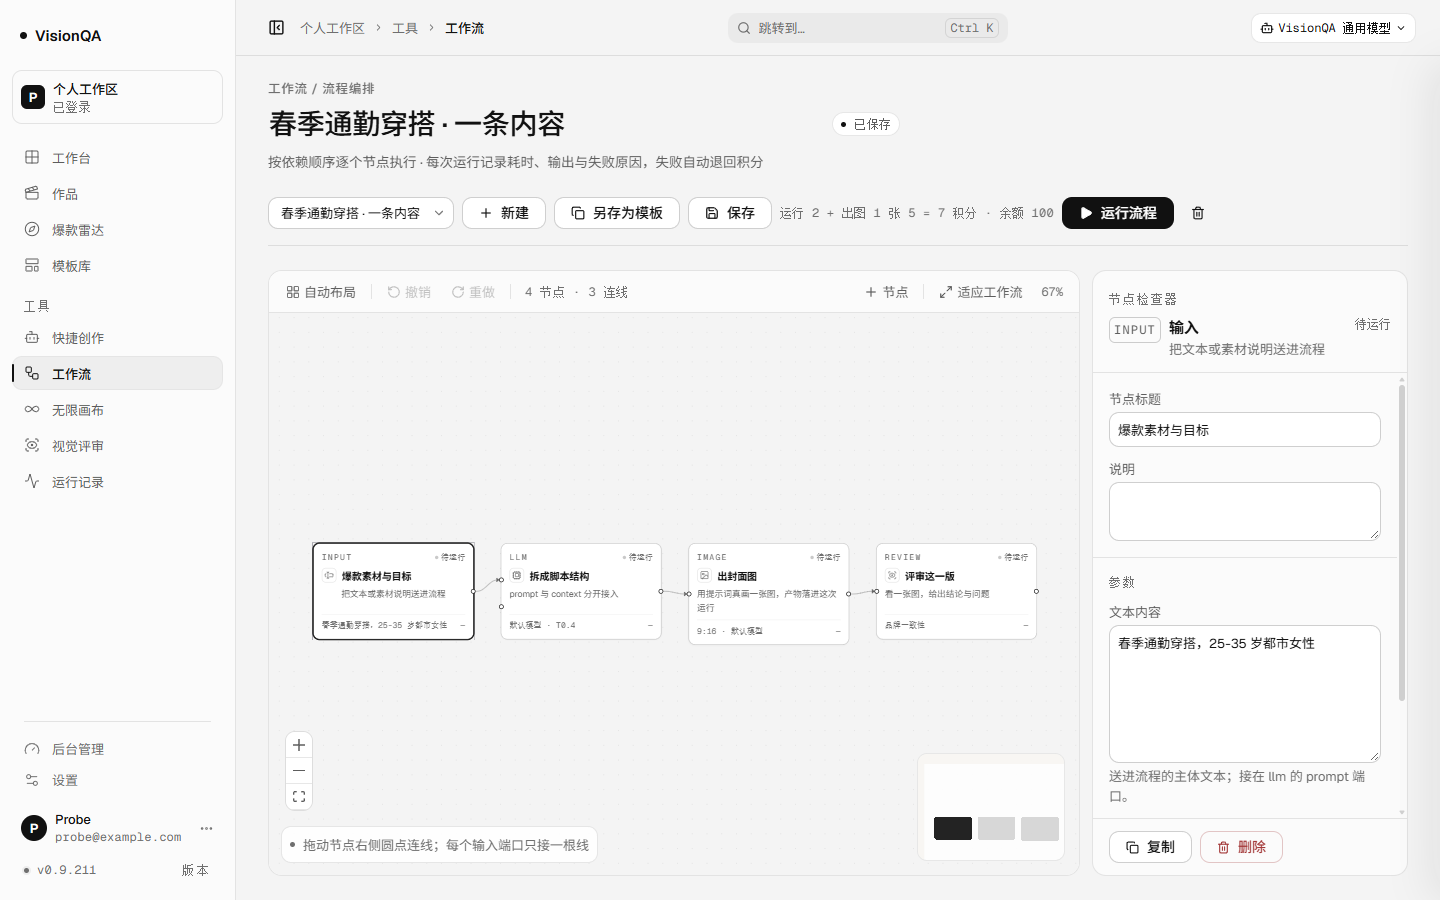 VisionQA
P
个人工作区
已登录
工作台
作品
爆款雷达
模板库
工具
快捷创作
工作流
无限画布
视觉评审
运行记录
后台管理
设置
P
Probe
probe@example.com
v0.9.211
版本
个人工作区 > 工具 > 工作流
跳转到...
Ctrl K
VisionQA 通用模型
工作流 / 流程编排
春季通勤穿搭 · 一条内容
已保存
按依赖顺序逐个节点执行 · 每次运行记录耗时、输出与失败原因，失败自动退回积分
春季通勤穿搭 · 一条内容
新建
另存为模板
保存
运行 2 + 出图 1 张 5 = 7 积分 · 余额 100
运行流程
自动布局
撤销
重做
4 节点 · 3 连线
节点
适应工作流
67%
INPUT
待运行
爆款素材与目标
把文本或素材说明送进流程
春季通勤穿搭，25-35 岁都市女性
—
LLM
待运行
拆成脚本结构
prompt 与 context 分开接入
默认模型 · T0.4
—
IMAGE
待运行
出封面图
用提示词真画一张图，产物落进这次
运行
9:16 · 默认模型
—
REVIEW
待运行
评审这一版
看一张图，给出结论与问题
品牌一致性
—
拖动节点右侧圆点连线；每个输入端口只接一根线
节点检查器
INPUT
输入
待运行
把文本或素材说明送进流程
节点标题
爆款素材与目标
说明
参数
文本内容
春季通勤穿搭，25-35 岁都市女性
送进流程的主体文本；接在 llm 的 prompt 端
口。
复制
删除